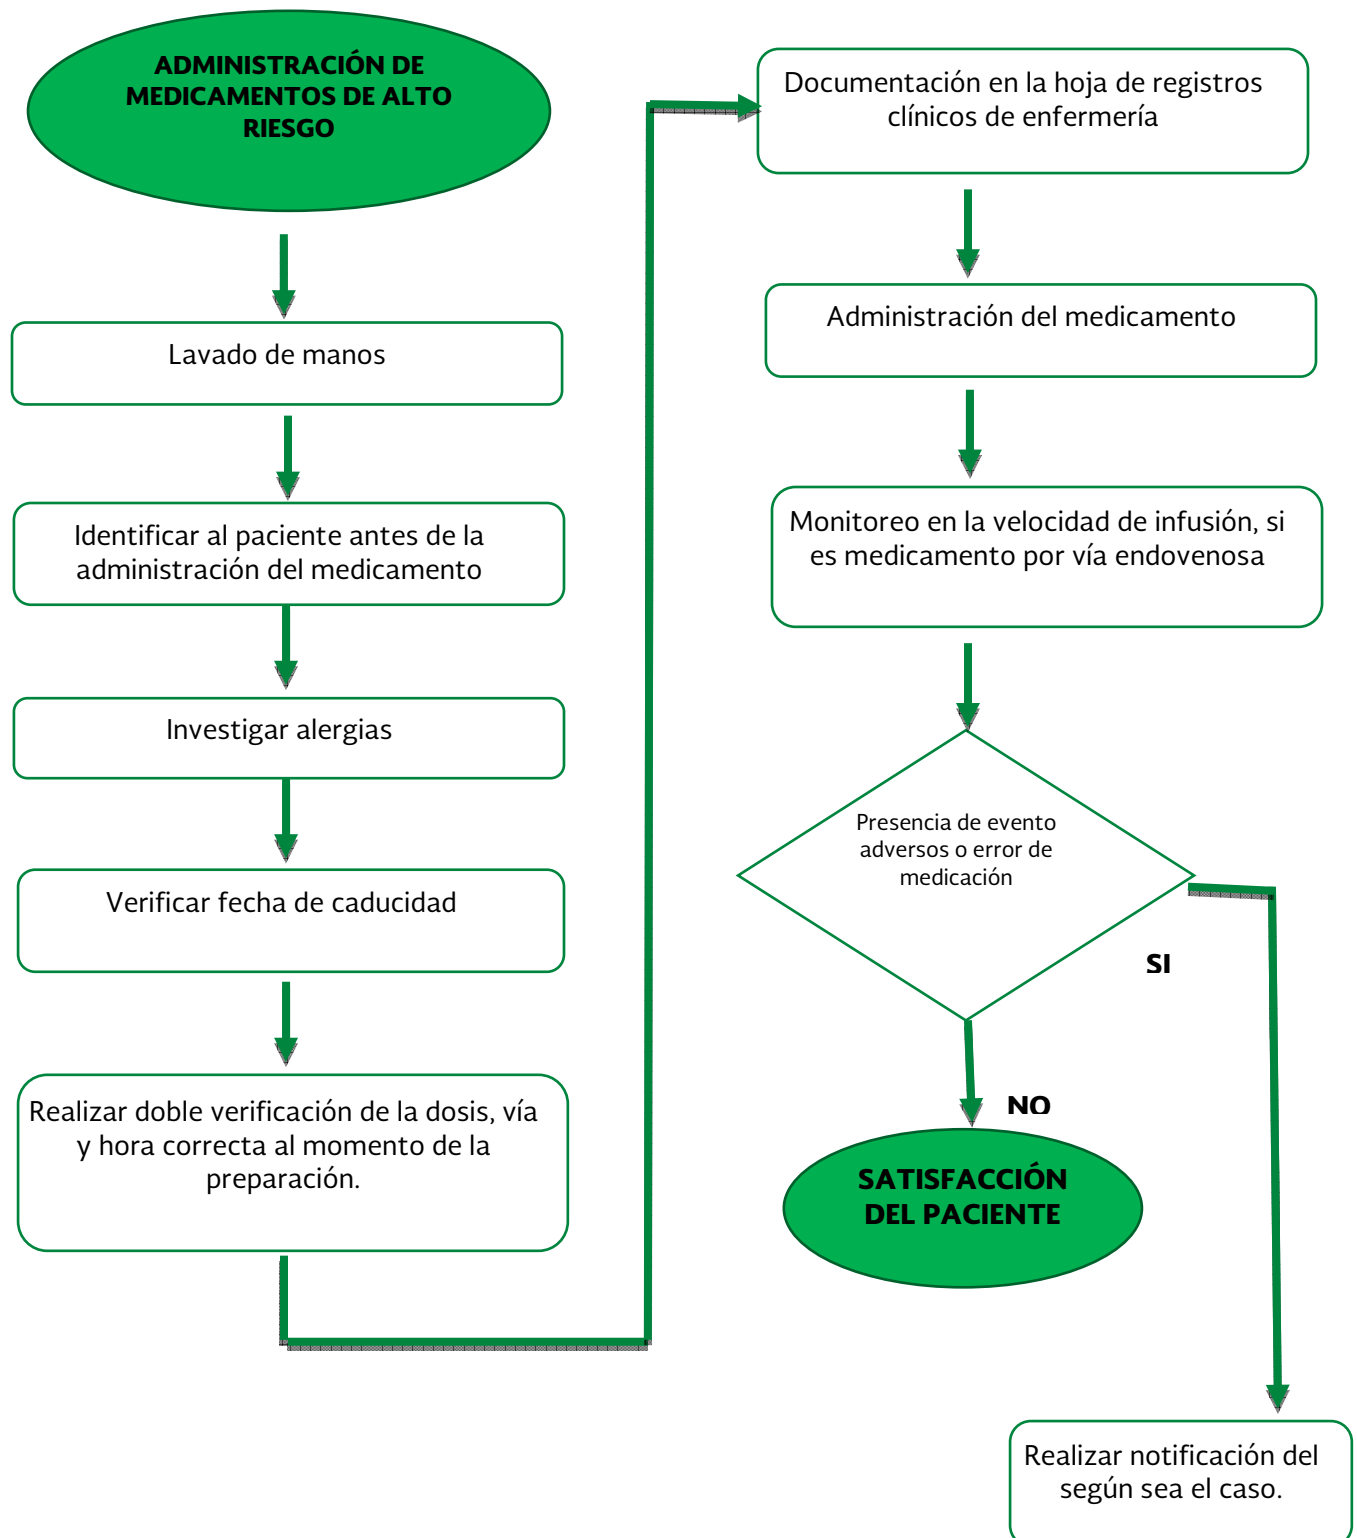 ADMINISTRACIÓN DE
MEDICAMENTOS DE ALTO
RIESGO
Lavado de manos
Identificar al paciente antes de la
administración del medicamento
Investigar alergias
Verificar fecha de caducidad
Realizar doble verificación de la dosis, vía
y hora correcta al momento de la
preparación.
Documentación en la hoja de registros
clínicos de enfermería
Administración del medicamento
Monitoreo en la velocidad de infusión, si
es medicamento por vía endovenosa
Presencia de evento
adversos o error de
medicación
SI
NO
SATISFACCIÓN
DEL PACIENTE
Realizar notificación del
según sea el caso.